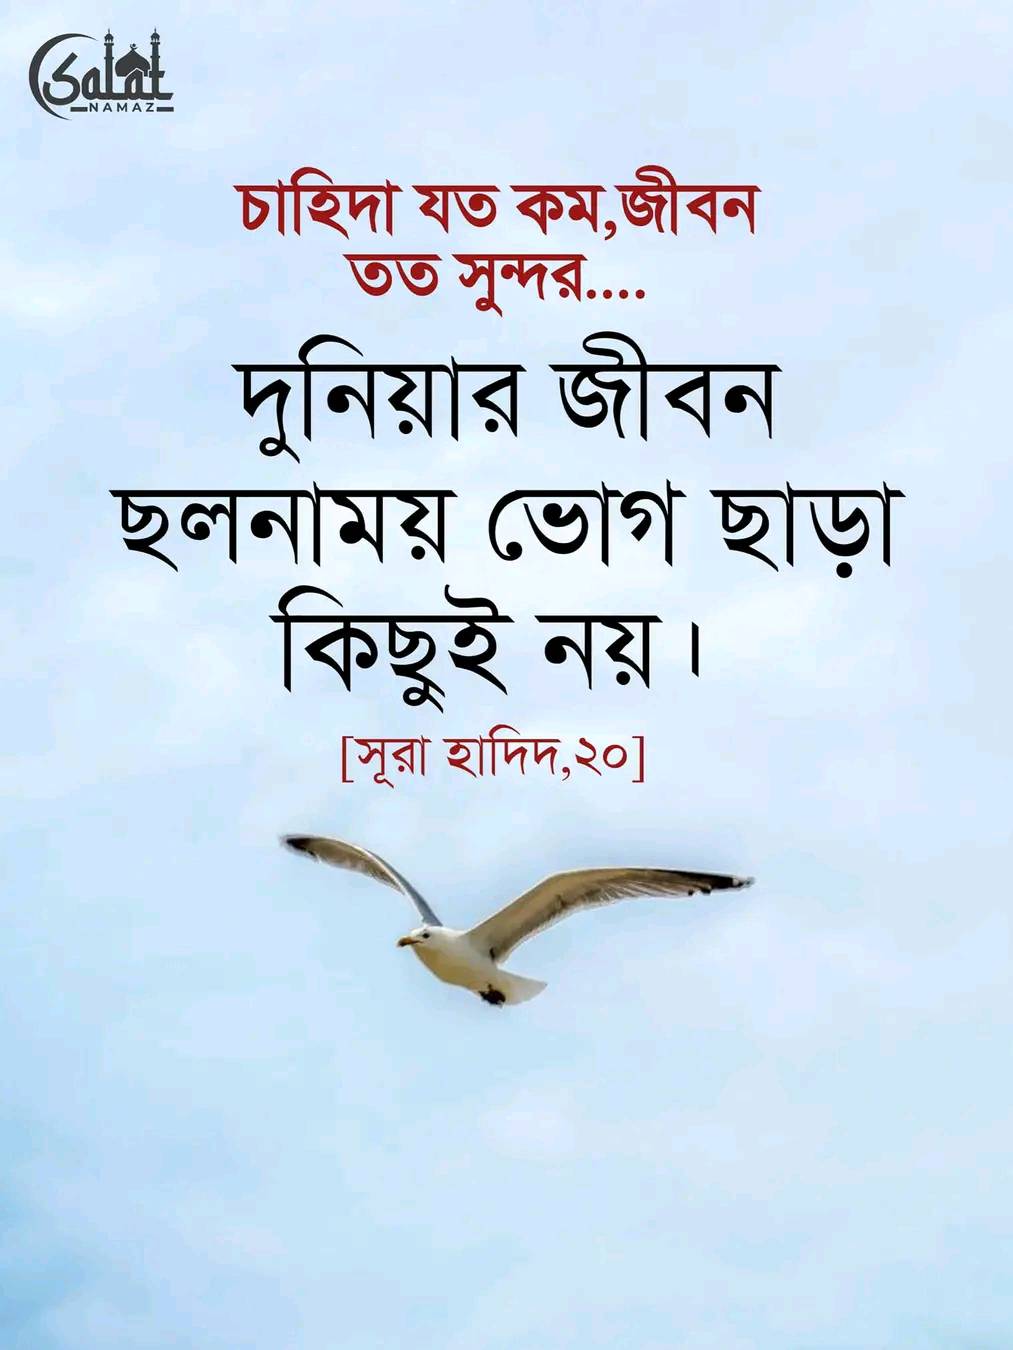 Salat
NAMAZ
চাহিদা যত কম,জীবন
তত সুন্দর....
দুনিয়ার জীবন
ছলনাময় ভোগ ছাড়া
কিছুই নয়।
[সূরা হাদিদ,২০]